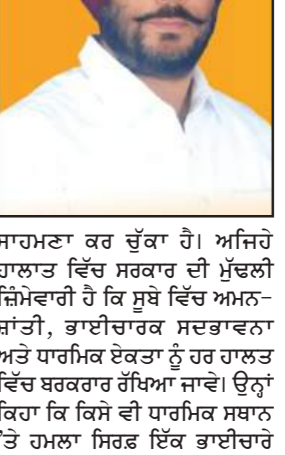 ਸਾਹਮਣਾ ਕਰ ਚੁੱਕਾ ਹੈ। ਅਜਿਹੇ
ਹਾਲਾਤ ਵਿੱਚ ਸਰਕਾਰ ਦੀ ਮੁੱਢਲੀ
ਜ਼ਿੰਮੇਵਾਰੀ ਹੈ ਕਿ ਸੂਬੇ ਵਿੱਚ ਅਮਨ-
ਸ਼ਾਂਤੀ, ਭਾਈਚਾਰਕ ਸਦਭਾਵਨਾ
ਅਤੇ ਧਾਰਮਿਕ ਏਕਤਾ ਨੂੰ ਹਰ ਹਾਲਤ
ਵਿੱਚ ਬਰਕਰਾਰ ਰੱਖਿਆ ਜਾਵੇ। ਉਨ੍ਹਾਂ
ਕਿਹਾ ਕਿ ਕਿਸੇ ਵੀ ਧਾਰਮਿਕ ਸਥਾਨ
'ਤੇ ਹਮਲਾ ਸਿਰਫ਼ ਇੱਕ ਭਾਈਚਾਰੇ